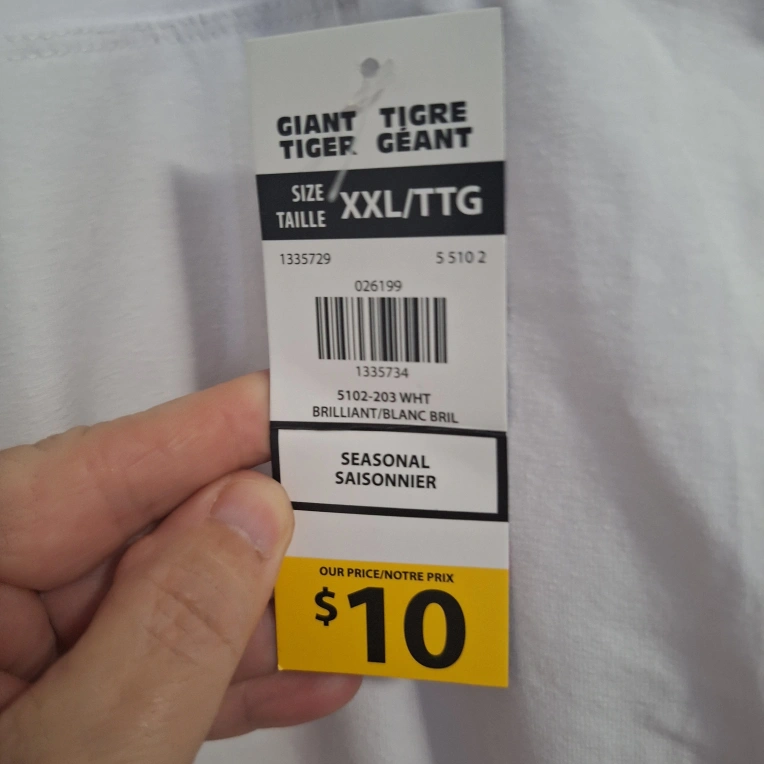 GIANT TIGRE
TIGER GÉANT
SIZE
TAILLE
XXL/TTG
1335729 5 510 2
026199
1335734
5102-203 WHT
BRILLIANT/BLANC BRIL
SEASONAL
SAISONNIER
OUR PRICE/NOTRE PRIX
$10